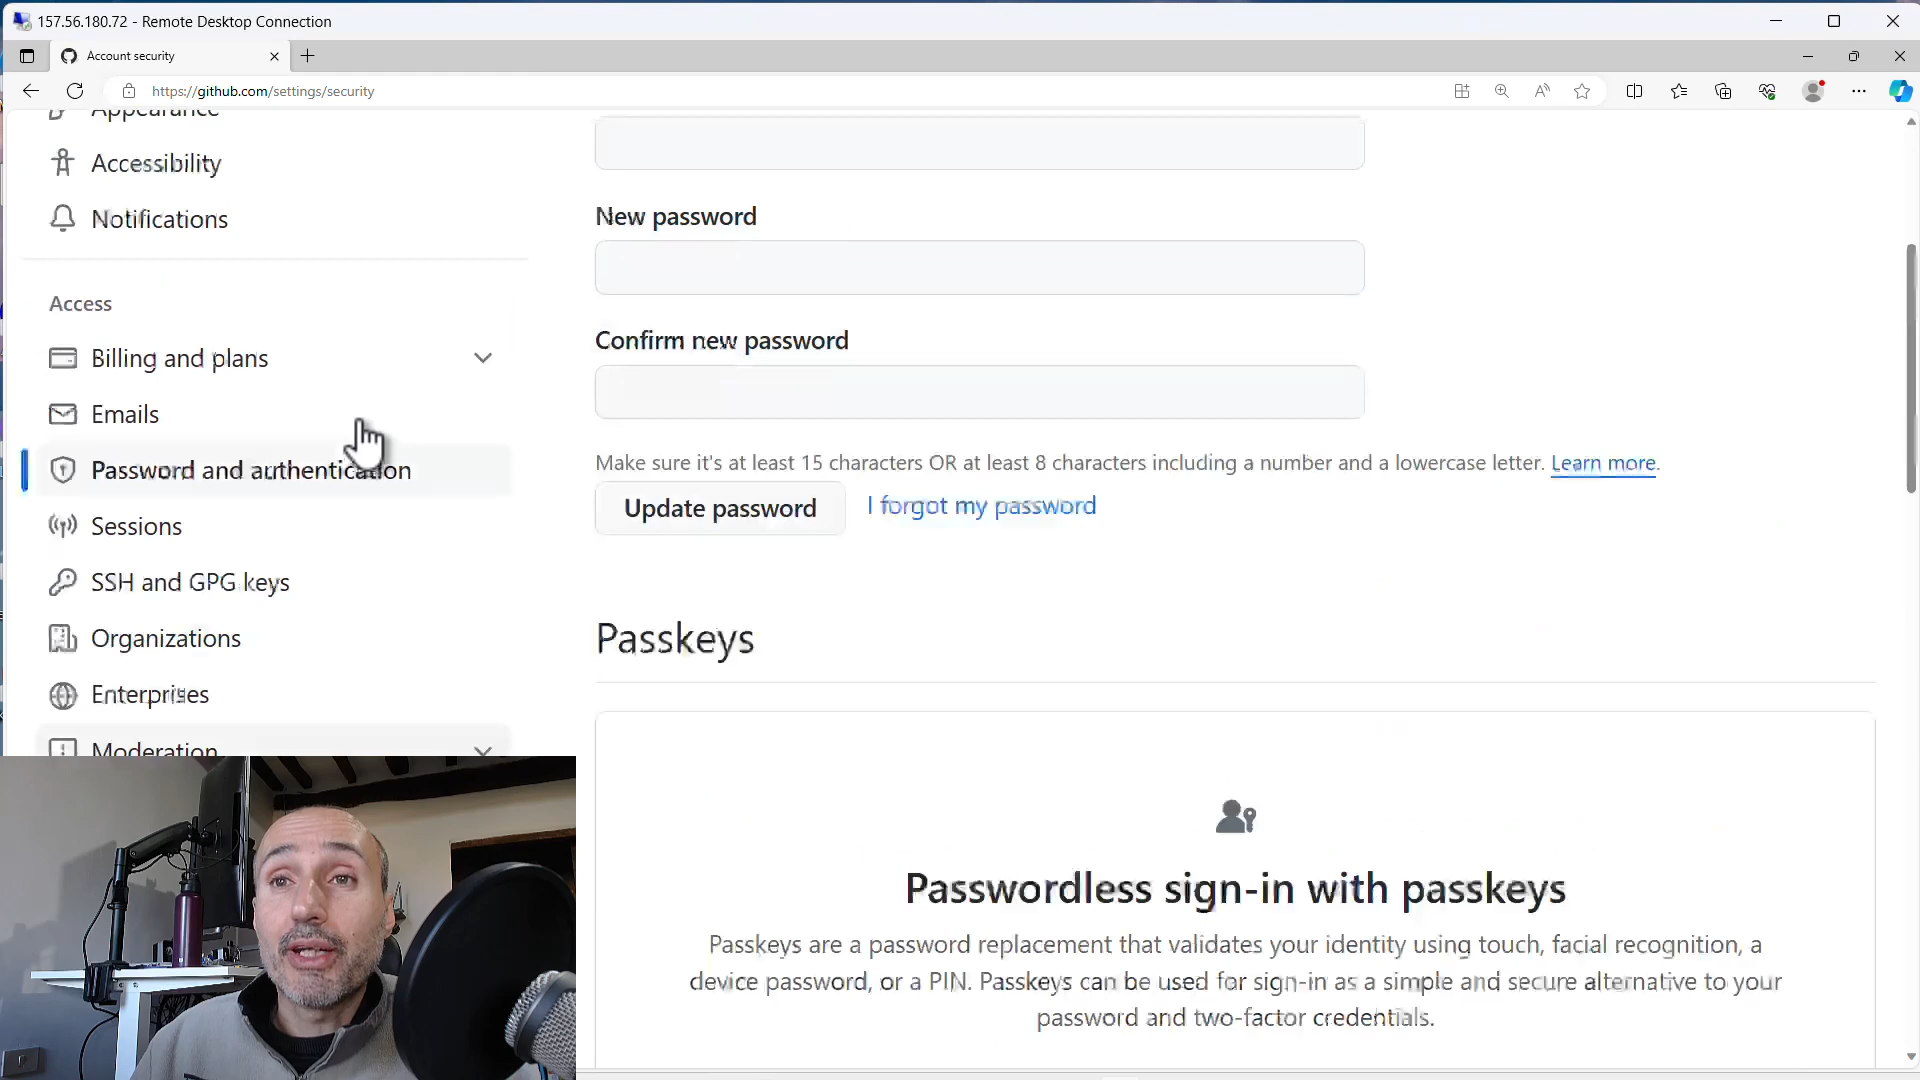 157.56.180.72 - Remote Desktop Connection
Account security
https://github.com/settings/security
Appearance
Accessibility
Notifications
Access
Billing and plans
Emails
Password and authentication
Sessions
SSH and GPG keys
Organizations
Enterprises
Moderation
New password
Confirm new password
Make sure it's at least 15 characters OR at least 8 characters including a number and a lowercase letter. Learn more.
Update password
I forgot my password
Passkeys
Passwordless sign-in with passkeys
Passkeys are a password replacement that validates your identity using touch, facial recognition, a
device password, or a PIN. Passkeys can be used for sign-in as a simple and secure alternative to your
password and two-factor credentials.